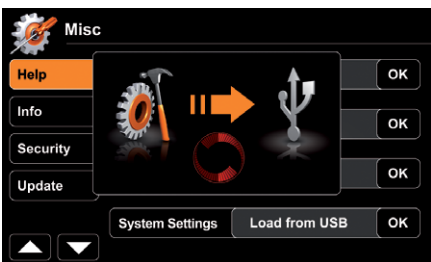 Misc
Help
OK
Info
OK
Security
OK
Update
System Settings Load from USB OK